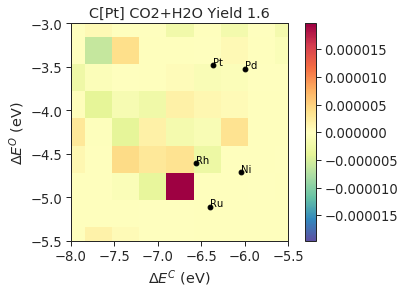 C[Pt] CO2+H2O Yield 1.6
−3.0
−3.5
−4.0
−4.5
−5.0
−5.5
ΔE^O (eV)
Pt
Pd
Rh
Ni
Ru
−8.0 −7.5 −7.0 −6.5 −6.0 −5.5
ΔE^C (eV)
0.000015
0.000010
0.000005
0.000000
−0.000005
−0.000010
−0.000015